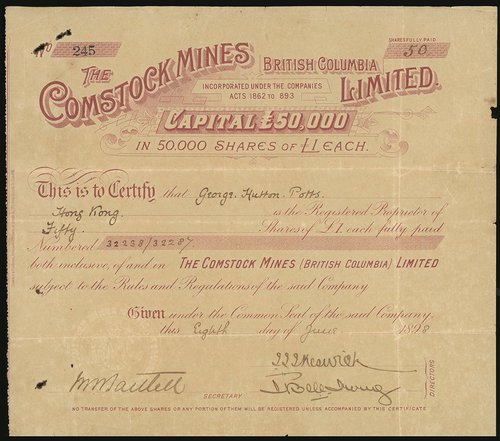 No 245
SHARES FULLY PAID
50
THE COMSTOCK MINES
BRITISH COLUMBIA
LIMITED.
INCORPORATED UNDER THE COMPANIES
ACTS 1862 TO 893
CAPITAL £50,000
IN 50.000 SHARES OF £1 EACH.
This is to Certify that George Hutton Potts.
Hong Kong. is the Registered Proprietor of
Fifty Shares of £1 each fully paid
Numbered 32238/32287
both inclusive, of and in THE COMSTOCK MINES (BRITISH COLUMBIA) LIMITED
subject to the Rules and Regulations of the said Company
Given under the Common Seal of the said Company,
this Eighth day of June 1898
SECRETARY
DIRECTORS
NO TRANSFER OF THE ABOVE SHARES OR ANY PORTION OF THEM WILL BE REGISTERED UNLESS ACCOMPANIED BY THIS CERTIFICATE